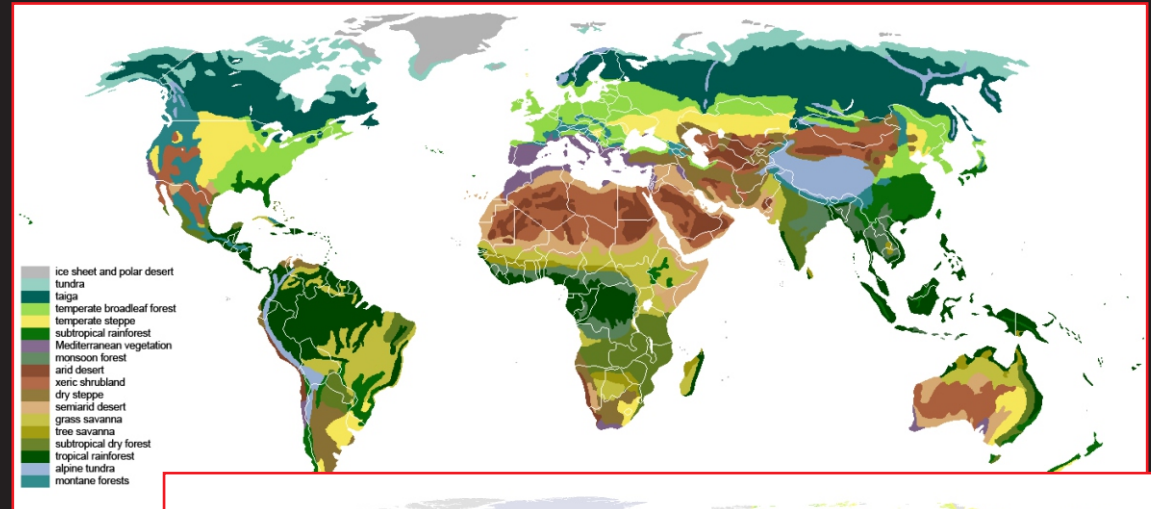 ice sheet and polar desert
tundra
taiga
temperate broadleaf forest
temperate steppe
subtropical rainforest
Mediterranean vegetation
monsoon forest
arid desert
xeric shrubland
dry steppe
semiarid desert
grass savanna
tree savanna
subtropical dry forest
tropical rainforest
alpine tundra
montane forests